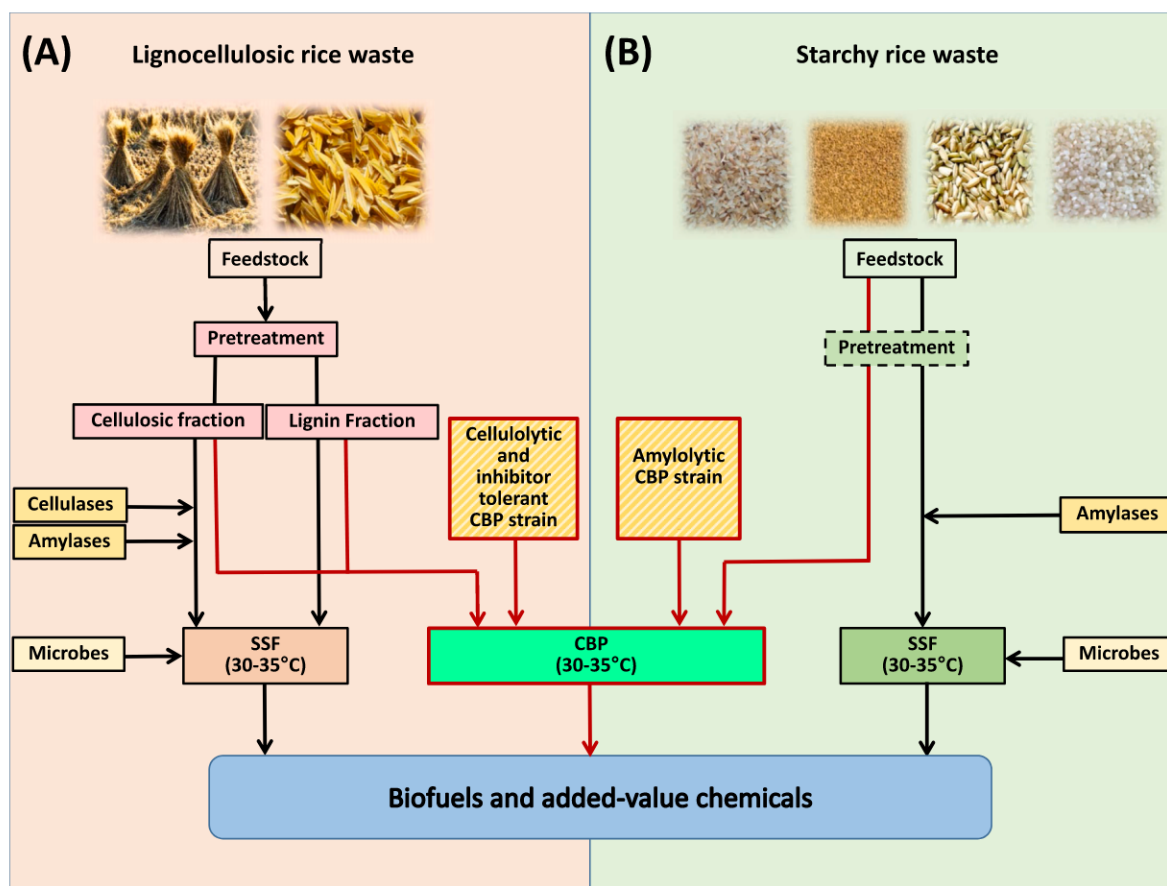 (A)
Lignocellulosic rice waste
Feedstock
Pretreatment
Cellulosic fraction
Lignin Fraction
Cellulolytic
and
inhibitor
tolerant
CBP strain
Cellulases
Amylases
Microbes
SSF
(30-35°C)
CBP
(30-35°C)
(B)
Starchy rice waste
Feedstock
Pretreatment
Amylolytic
CBP strain
Amylases
SSF
(30-35°C)
Microbes
Biofuels and added-value chemicals